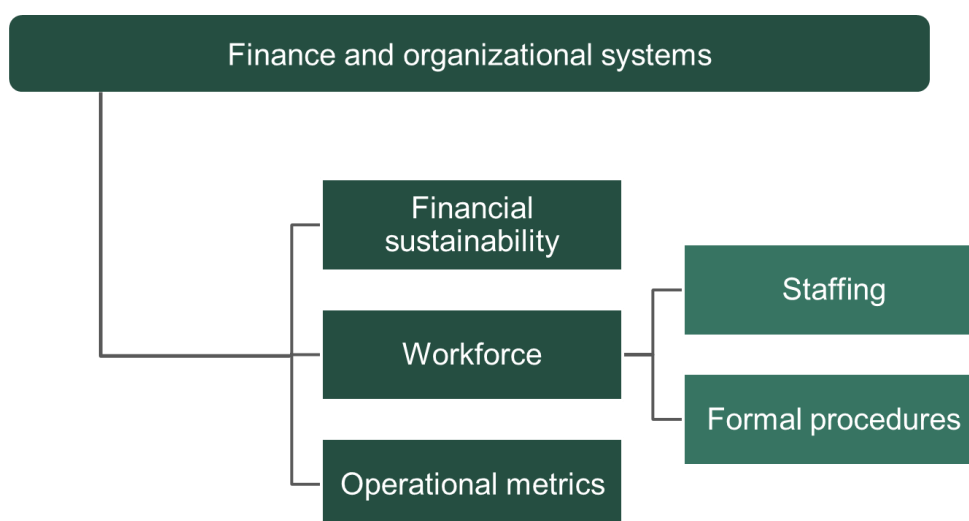 Finance and organizational systems
Financial
sustainability
Workforce
Operational metrics
Staffing
Formal procedures